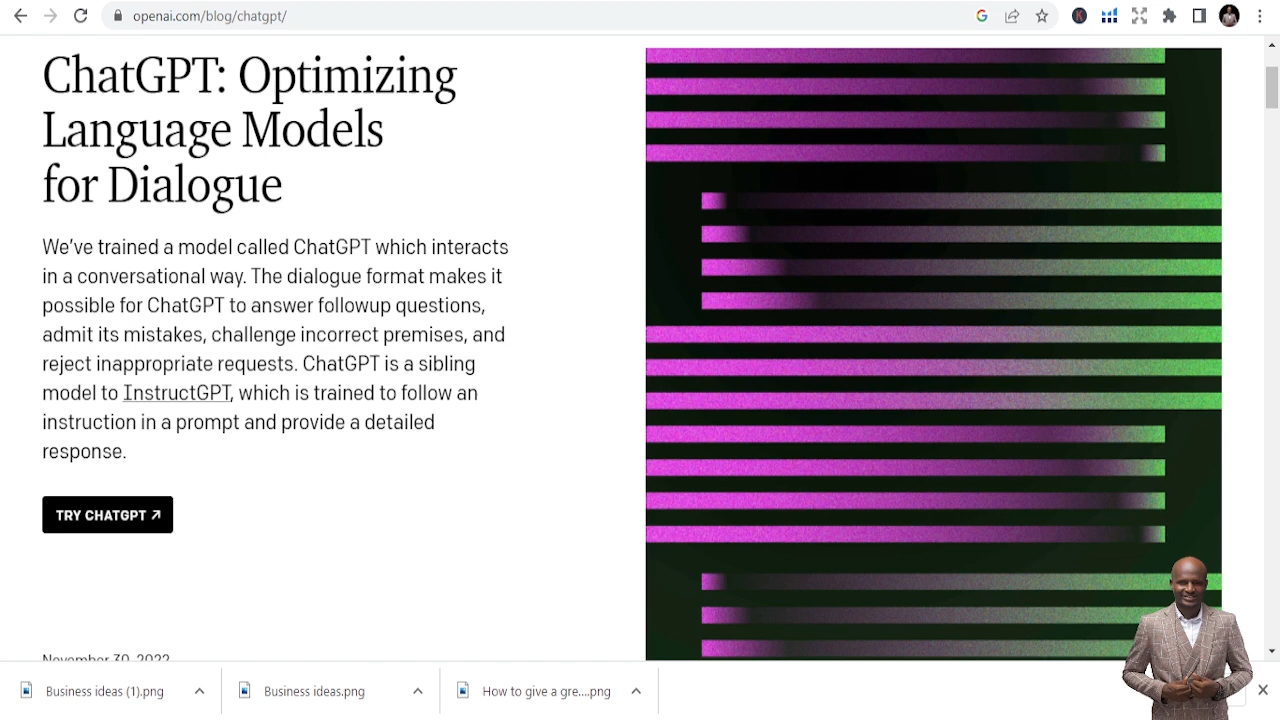 openai.com/blog/chatgpt/
ChatGPT: Optimizing
Language Models
for Dialogue
We’ve trained a model called ChatGPT which interacts
in a conversational way. The dialogue format makes it
possible for ChatGPT to answer followup questions,
admit its mistakes, challenge incorrect premises, and
reject inappropriate requests. ChatGPT is a sibling
model to InstructGPT, which is trained to follow an
instruction in a prompt and provide a detailed
response.
TRY CHATGPT ↗
November 30, 2022
Business ideas (1).png
Business ideas.png
How to give a gre....png